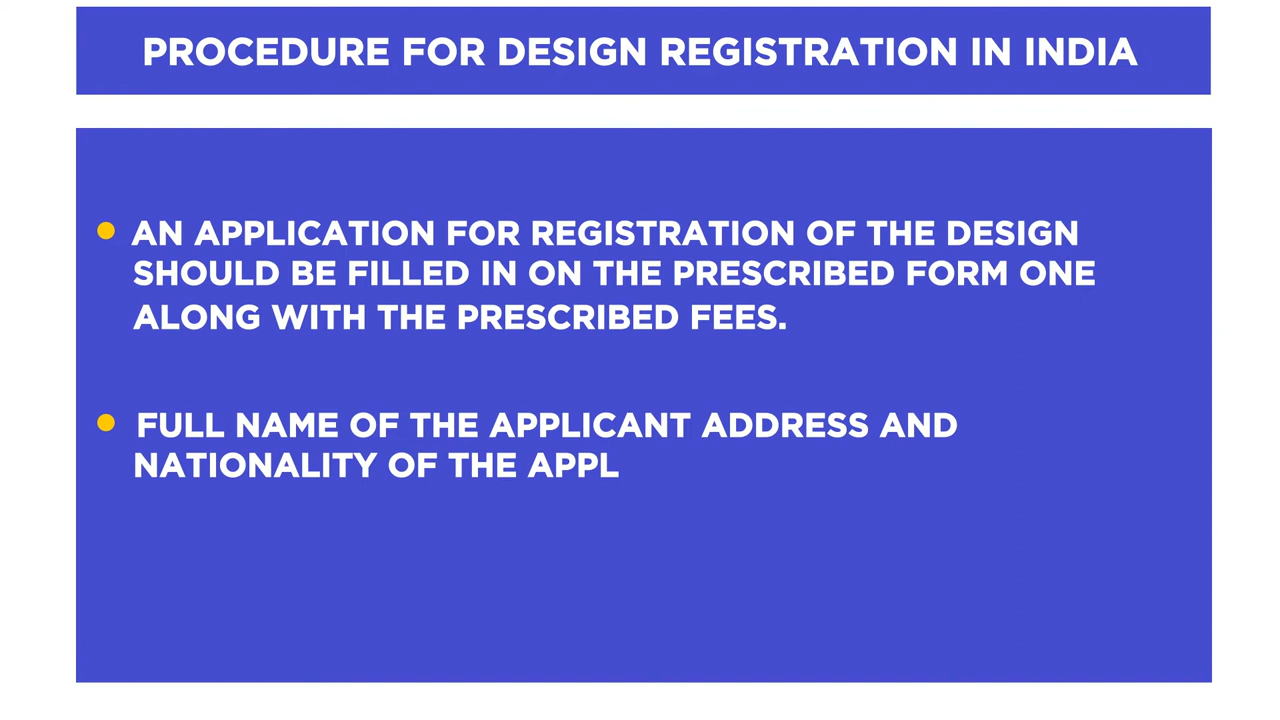 PROCEDURE FOR DESIGN REGISTRATION IN INDIA
AN APPLICATION FOR REGISTRATION OF THE DESIGN
SHOULD BE FILLED IN ON THE PRESCRIBED FORM ONE
ALONG WITH THE PRESCRIBED FEES.
FULL NAME OF THE APPLICANT ADDRESS AND
NATIONALITY OF THE APPL